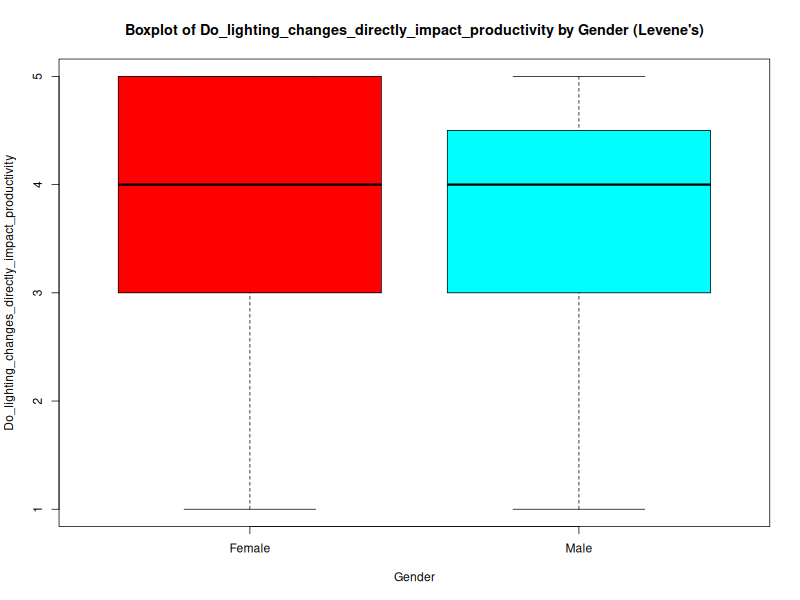 Boxplot of Do_lighting_changes_directly_impact_productivity by Gender (Levene's)
Do_lighting_changes_directly_impact_productivity
5
4
3
2
1
Female Male
Gender